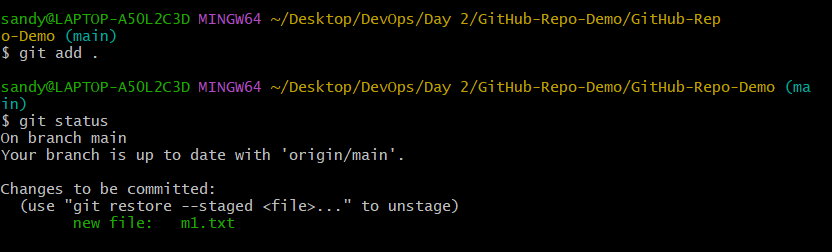 sandy@LAPTOP-A5OL2C3D MINGW64 ~/Desktop/DevOps/Day 2/GitHub-Repo-Demo/GitHub-Rep
o-Demo (main)
$ git add .
sandy@LAPTOP-A5OL2C3D MINGW64 ~/Desktop/DevOps/Day 2/GitHub-Repo-Demo/GitHub-Repo-Demo (ma
in)
$ git status
On branch main
Your branch is up to date with 'origin/main'.
Changes to be committed:
  (use "git restore --staged <file>..." to unstage)
        new file:   m1.txt